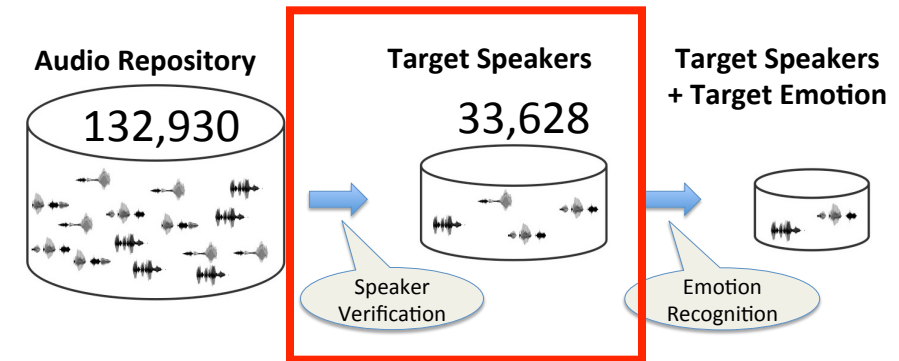 Audio Repository
132,930
Target Speakers
33,628
Target Speakers
+ Target Emotion
Speaker
Verification
Emotion
Recognition